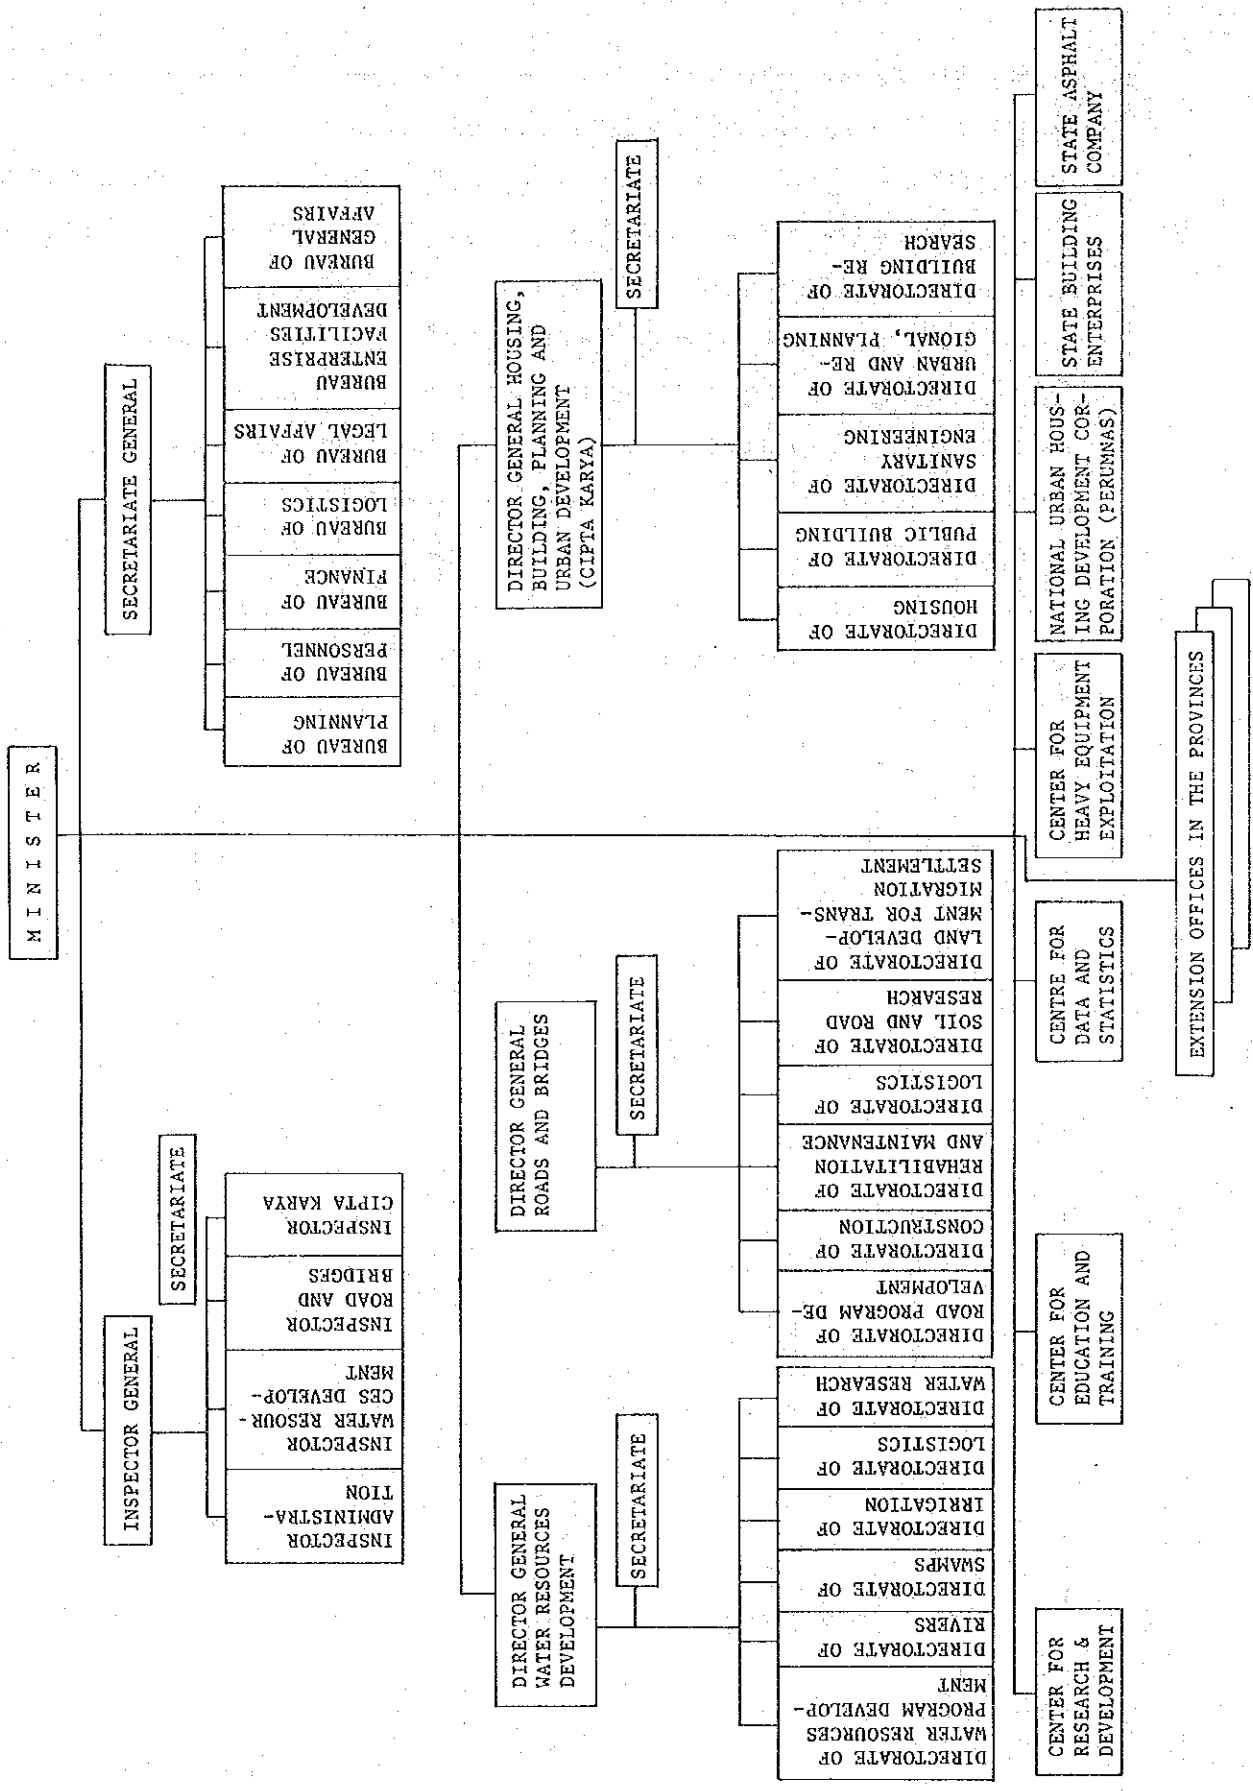 M I N I S T E R
INSPECTOR GENERAL
SECRETARIATE GENERAL
SECRETARIATE
INSPECTOR
ADMINISTRA-
TION
INSPECTOR
WATER RESOUR-
CES DEVELOP-
MENT
INSPECTOR
ROAD AND
BRIDGES
INSPECTOR
CIPTA KARYA
BUREAU OF
PLANNING
BUREAU OF
PERSONNEL
BUREAU OF
FINANCE
BUREAU OF
LOGISTICS
BUREAU OF
LEGAL AFFAIRS
BUREAU
ENTERPRISE
FACILITIES
DEVELOPMENT
BUREAU OF
GENERAL
AFFAIRS
DIRECTOR GENERAL
WATER RESOURCES
DEVELOPMENT
DIRECTOR GENERAL
ROADS AND BRIDGES
DIRECTOR GENERAL HOUSING,
BUILDING, PLANNING AND
URBAN DEVELOPMENT
(CIPTA KARYA)
SECRETARIATE
SECRETARIATE
SECRETARIATE
DIRECTORATE OF
WATER RESOURCES
PROGRAM DEVELOP-
MENT
DIRECTORATE OF
RIVERS
DIRECTORATE OF
SWAMPS
DIRECTORATE OF
IRRIGATION
DIRECTORATE OF
LOGISTICS
DIRECTORATE OF
WATER RESEARCH
DIRECTORATE OF
ROAD PROGRAM DE-
VELOPMENT
DIRECTORATE OF
CONSTRUCTION
DIRECTORATE OF
REHABILITATION
AND MAINTENANCE
DIRECTORATE OF
LOGISTICS
DIRECTORATE OF
SOIL AND ROAD
RESEARCH
DIRECTORATE OF
LAND DEVELOP-
MENT FOR TRANS-
MIGRATION
SETTLEMENT
DIRECTORATE OF
HOUSING
DIRECTORATE OF
PUBLIC BUILDING
DIRECTORATE OF
SANITARY
ENGINEERING
DIRECTORATE OF
URBAN AND RE-
GIONAL, PLANNING
DIRECTORATE OF
BUILDING RE-
SEARCH
CENTER FOR
RESEARCH &
DEVELOPMENT
CENTER FOR
EDUCATION AND
TRAINING
CENTRE FOR
DATA AND
STATISTICS
CENTER FOR
HEAVY EQUIPMENT
EXPLOITATION
NATIONAL URBAN HOUS-
ING DEVELOPMENT COR-
PORATION (PERUMNAS)
STATE BUILDING
ENTERPRISES
STATE ASPHALT
COMPANY
EXTENSION OFFICES IN THE PROVINCES